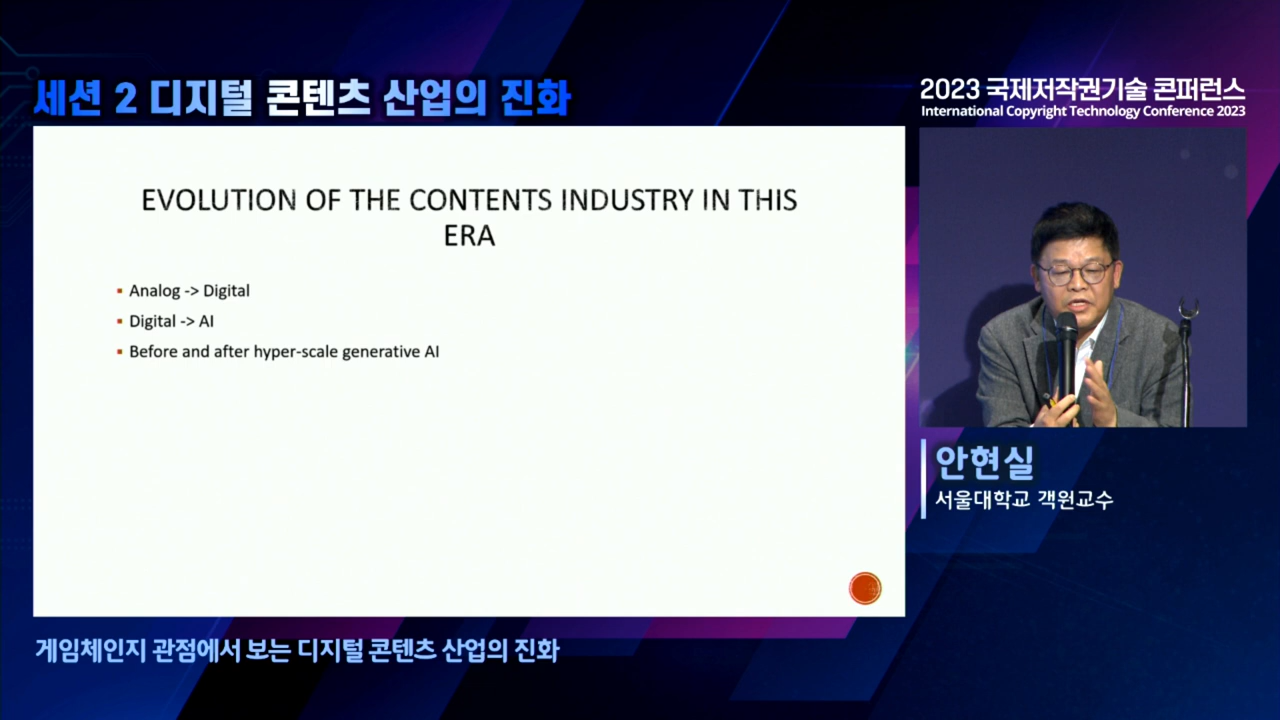 세션 2 디지털 콘텐츠 산업의 진화
2023 국제저작권기술 콘퍼런스
International Copyright Technology Conference 2023
EVOLUTION OF THE CONTENTS INDUSTRY IN THIS
ERA
▪ Analog -> Digital
▪ Digital -> AI
▪ Before and after hyper-scale generative AI
안현실
서울대학교 객원교수
게임체인지 관점에서 보는 디지털 콘텐츠 산업의 진화